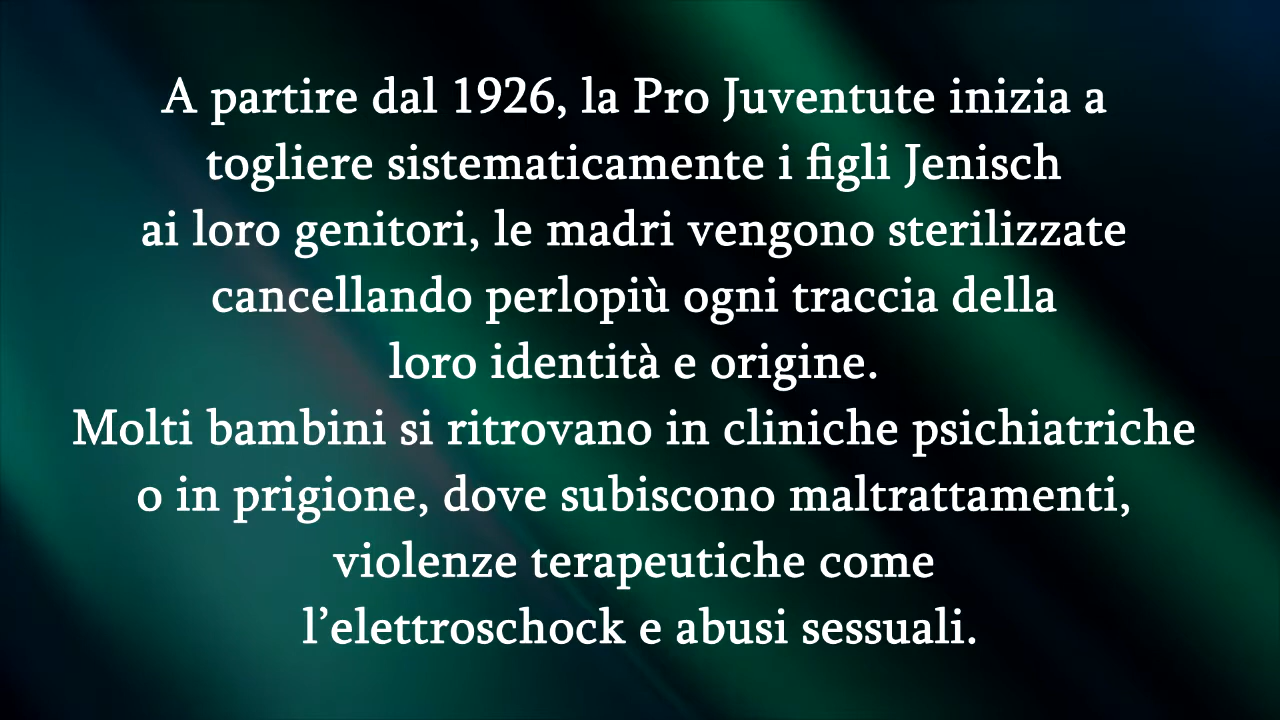 A partire dal 1926, la Pro Juventute inizia a
togliere sistematicamente i figli Jenisch
ai loro genitori, le madri vengono sterilizzate
cancellando perlopiù ogni traccia della
loro identità e origine.
Molti bambini si ritrovano in cliniche psichiatriche
o in prigione, dove subiscono maltrattamenti,
violenze terapeutiche come
l’elettroschock e abusi sessuali.